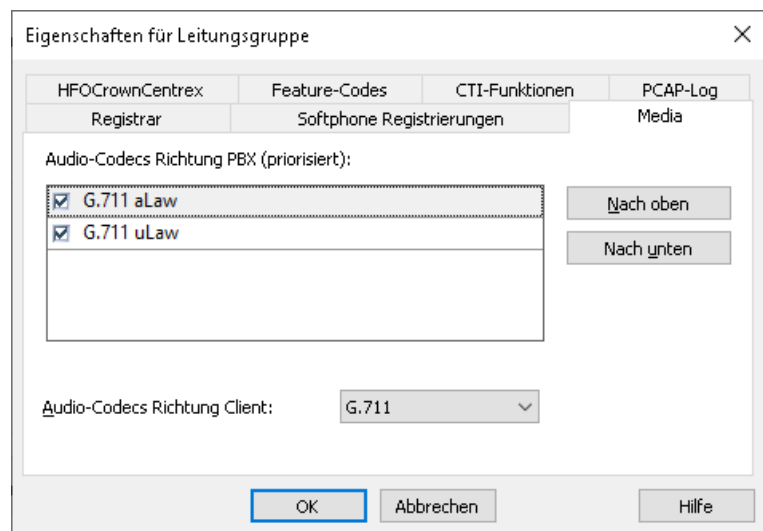 Eigenschaften für Leitungsgruppe
HFOCrownCentrex Feature-Codes CTI-Funktionen PCAP-Log
Registrar Softphone Registrierungen Media
Audio-Codecs Richtung PBX (priorisiert):
G.711 aLaw
G.711 uLaw
Nach oben
Nach unten
Audio-Codecs Richtung Client: G.711
OK Abbrechen Hilfe